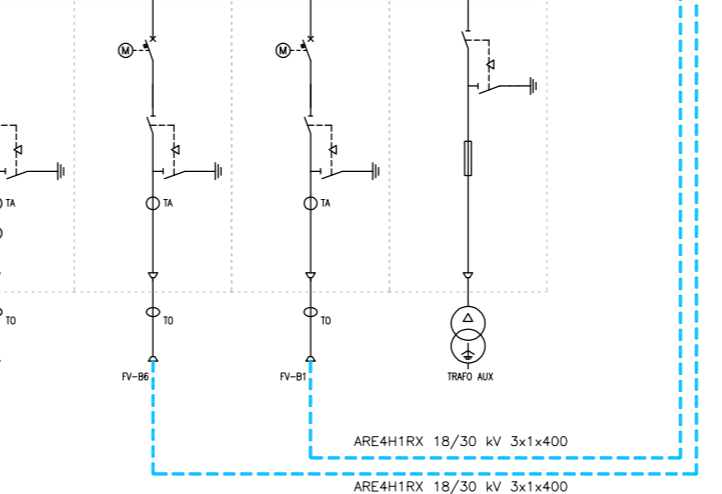 M
M
TA
TA
TA
TO
TO
TO
FV-B6
FV-B1
TRAFO AUX
ARE4H1RX 18/30 kV 3x1x400
ARE4H1RX 18/30 kV 3x1x400